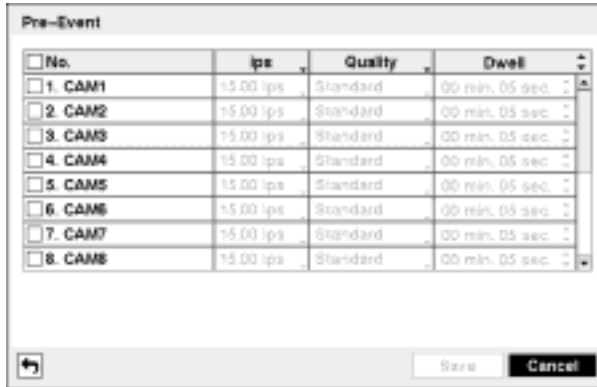 Pre-Event
No. ips Quality Dwell
1. CAM1 15.00 ips Standard 00 min. 05 sec.
2. CAM2 15.00 ips Standard 00 min. 05 sec.
3. CAM3 15.00 ips Standard 00 min. 05 sec.
4. CAM4 15.00 ips Standard 00 min. 05 sec.
5. CAM5 15.00 ips Standard 00 min. 05 sec.
6. CAM6 15.00 ips Standard 00 min. 05 sec.
7. CAM7 15.00 ips Standard 00 min. 05 sec.
8. CAM8 15.00 ips Standard 00 min. 05 sec.
Save Cancel